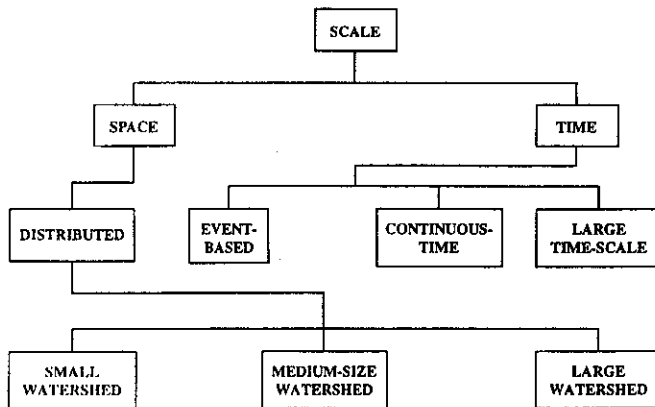 SCALE
SPACE
TIME
DISTRIBUTED
EVENT-
BASED
CONTINUOUS-
TIME
LARGE
TIME-SCALE
SMALL
WATERSHED
MEDIUM-SIZE
WATERSHED
LARGE
WATERSHED